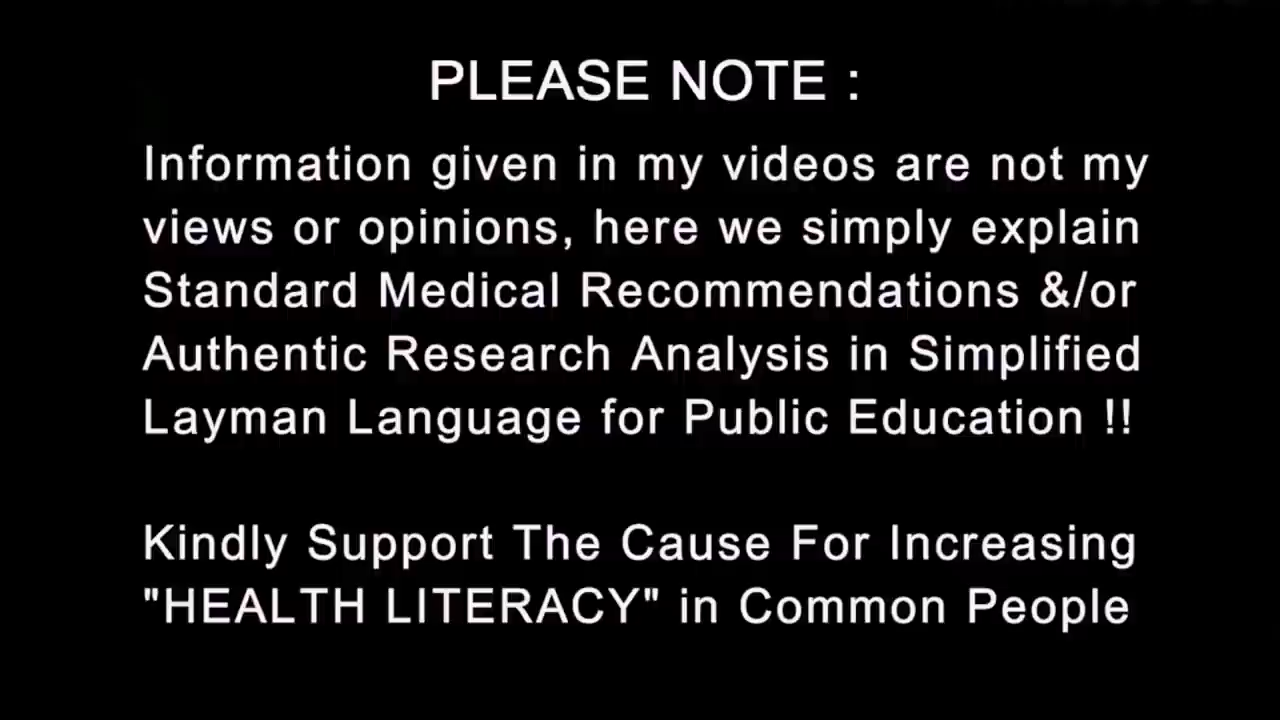 PLEASE NOTE :
Information given in my videos are not my
views or opinions, here we simply explain
Standard Medical Recommendations &/or
Authentic Research Analysis in Simplified
Layman Language for Public Education !!
Kindly Support The Cause For Increasing
"HEALTH LITERACY" in Common People